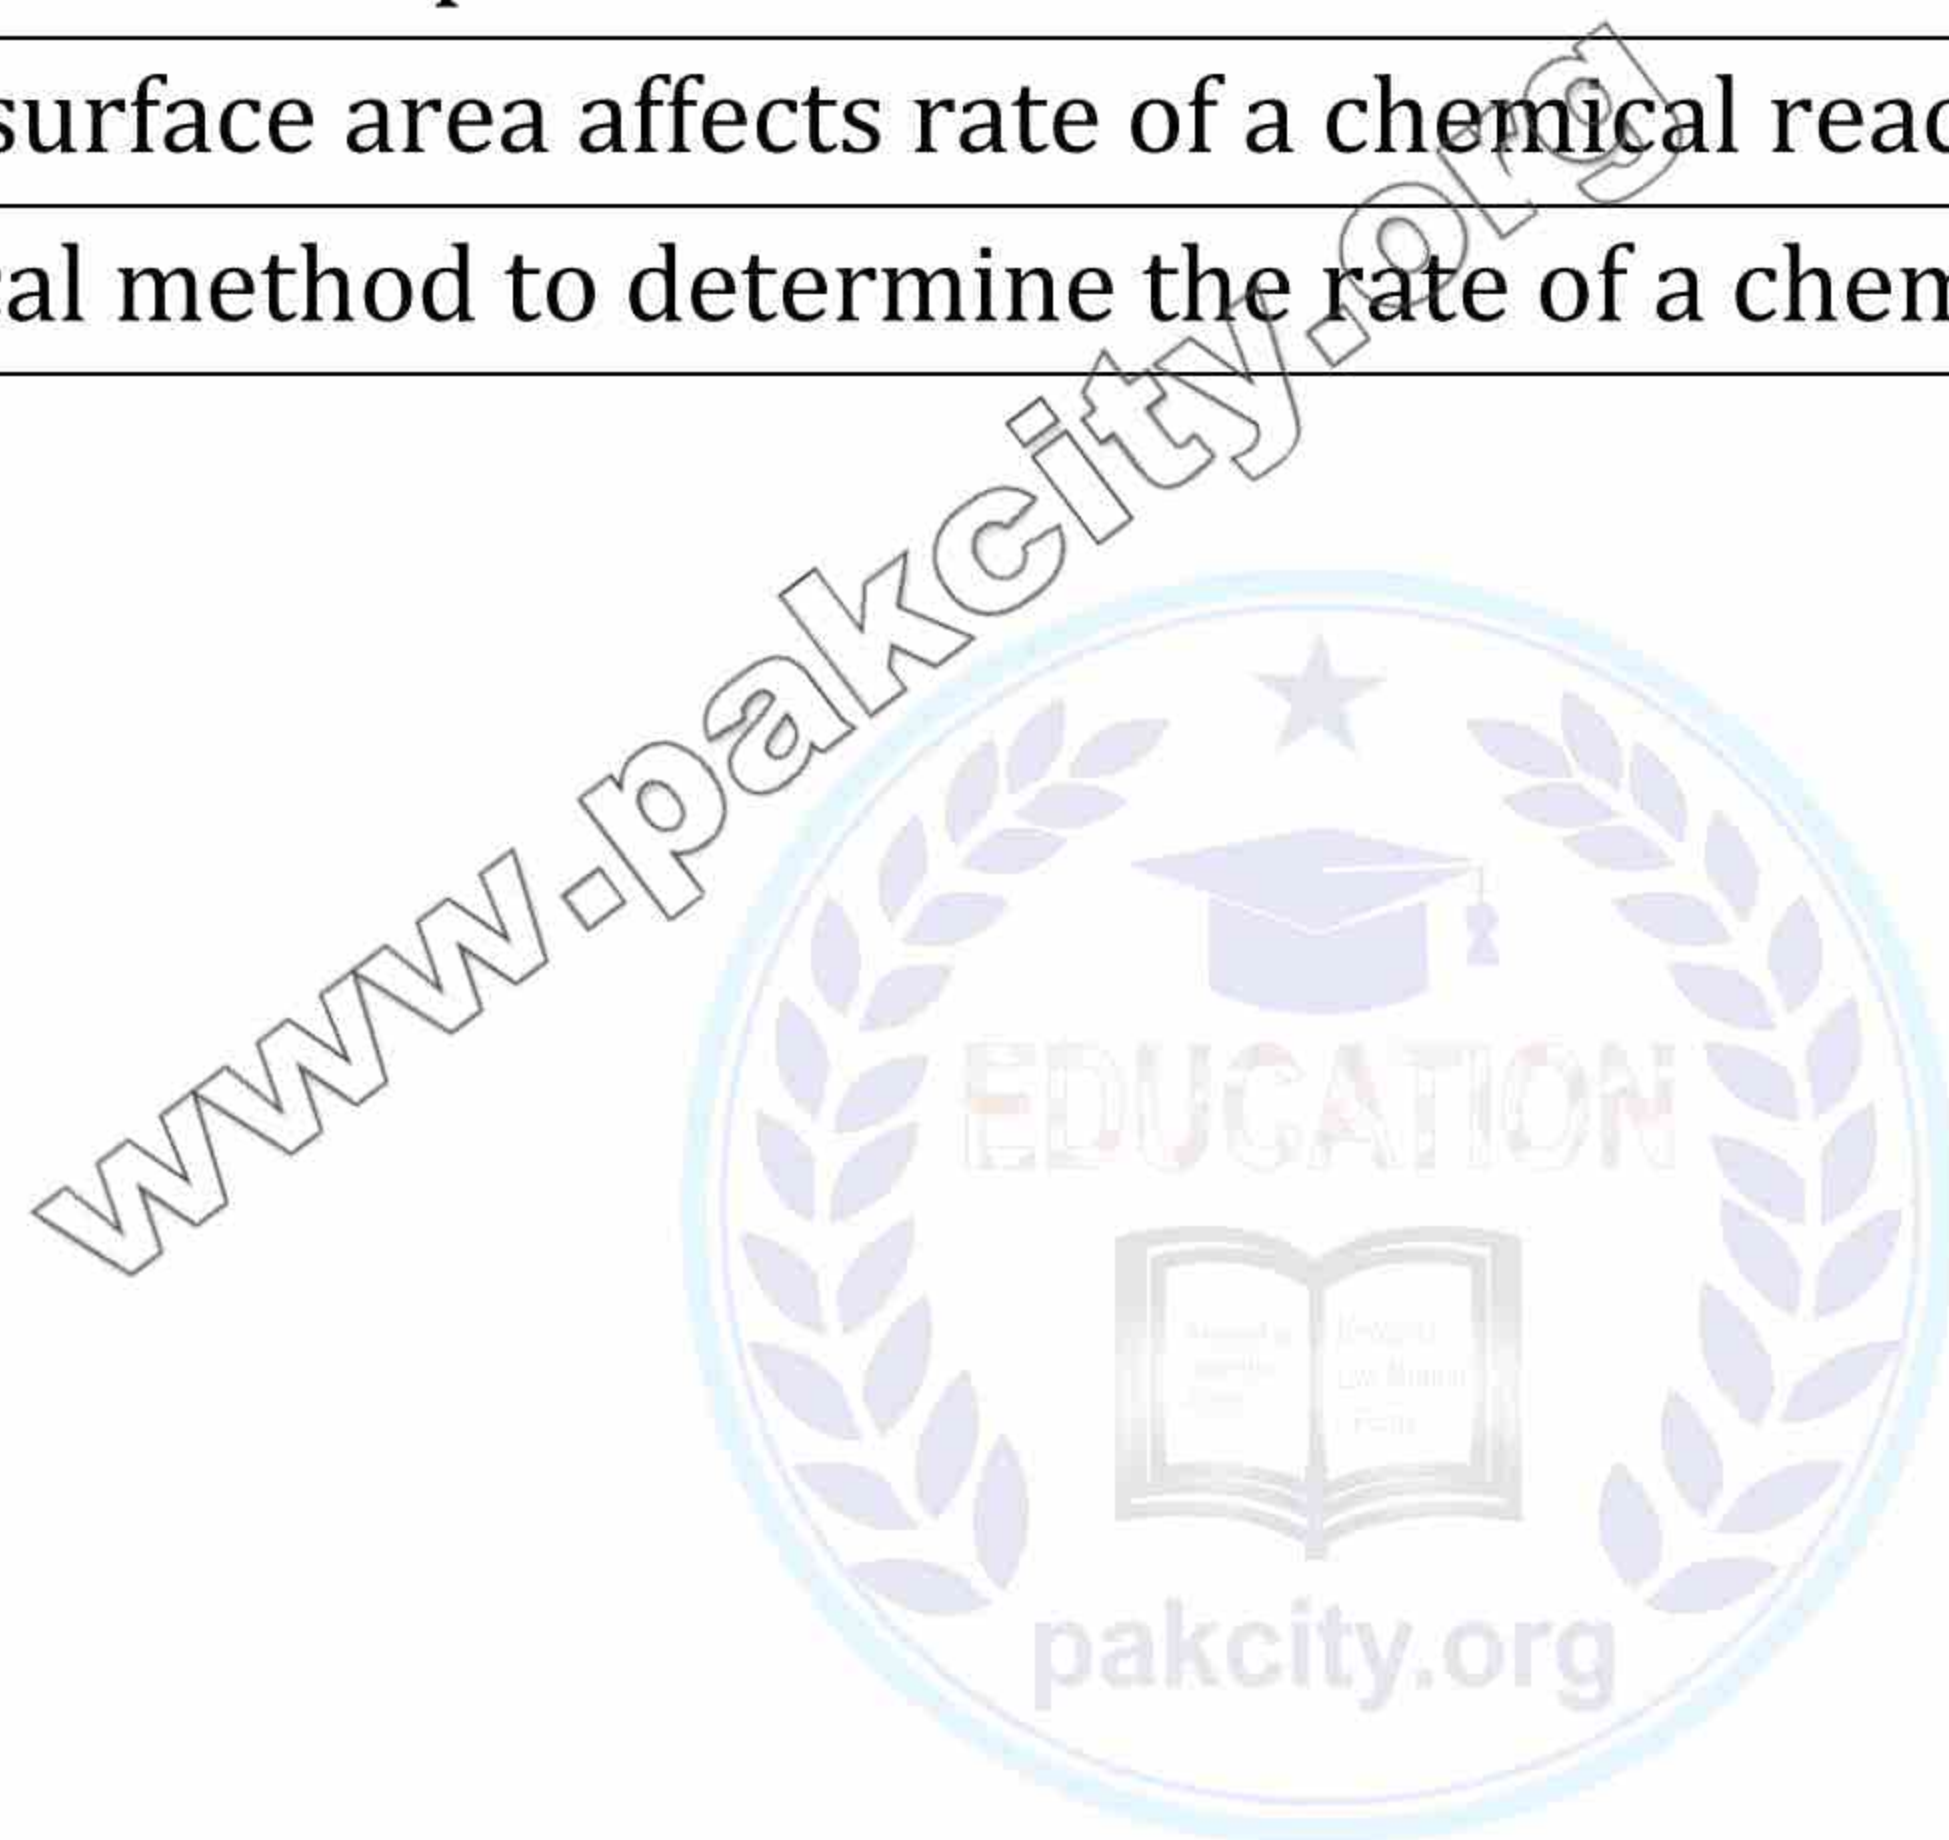 surface area affects rate of a chemical reac
cal method to determine the rate of a chem
www.pakcity.org
EDUCATION
pakcity.org